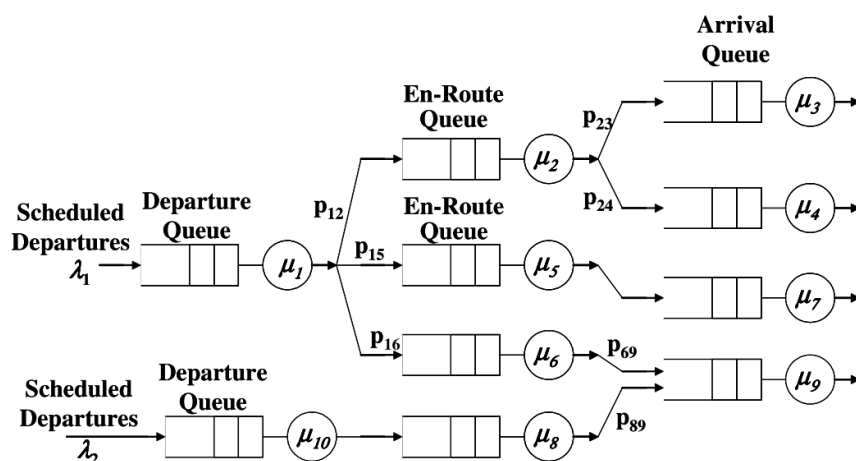 Arrival
Queue
En-Route
Queue
p23
μ3
μ2
p24
μ4
Scheduled
Departures
λ1
Departure
Queue
μ1
p12
En-Route
Queue
p15
μ5
μ7
p16
μ6
p69
μ9
Scheduled
Departures
λ2
Departure
Queue
μ10
μ8
p89